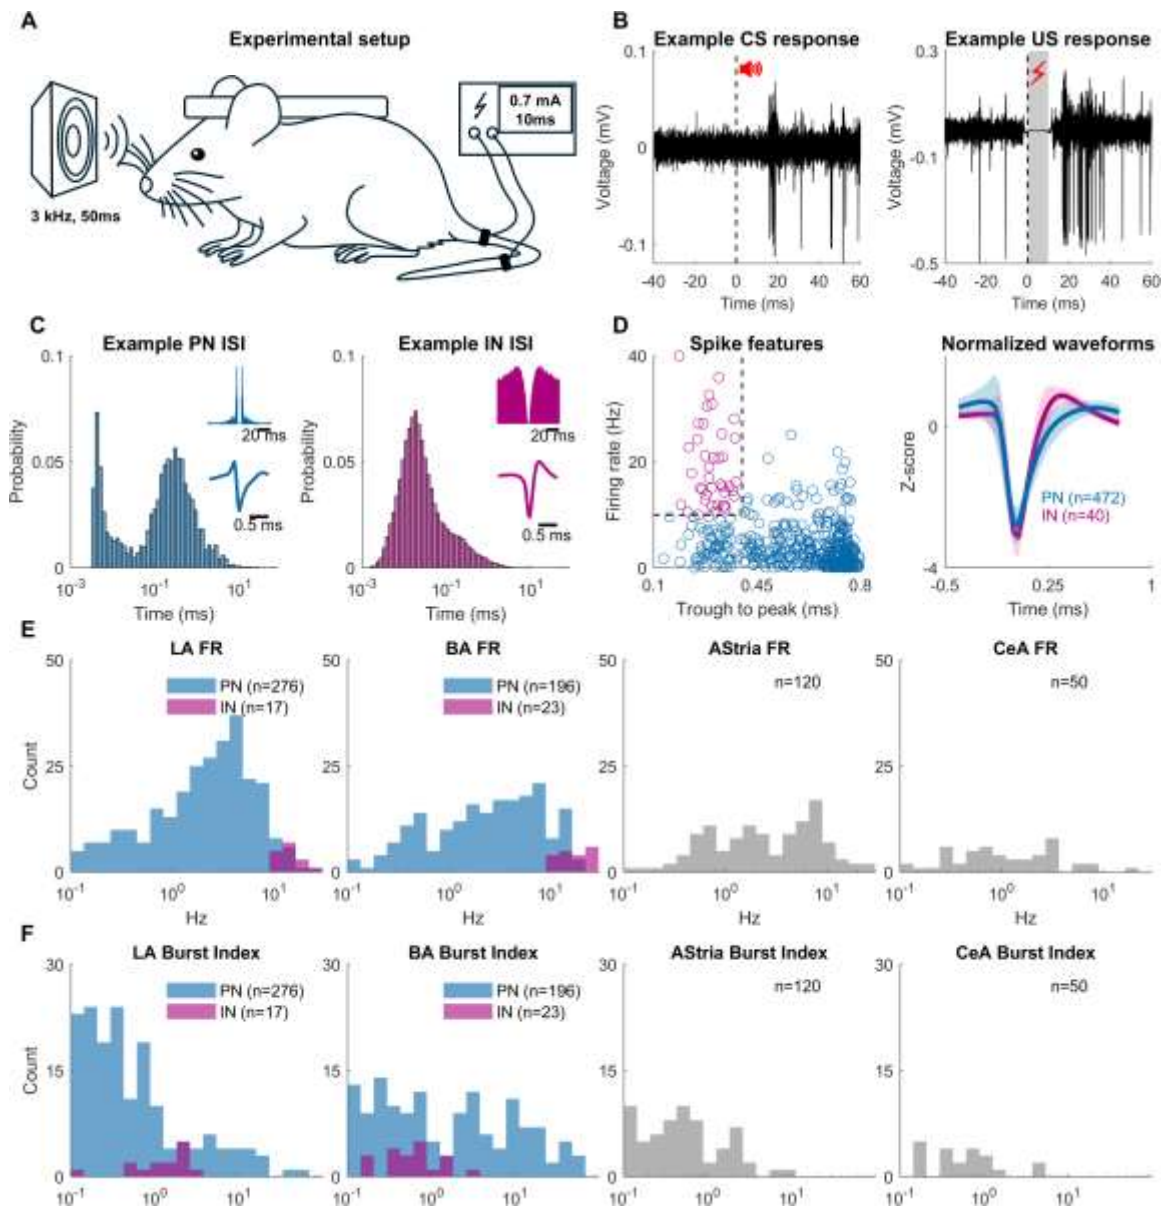 A
Experimental setup
0.7 mA
10ms
3 kHz, 50ms
B
Example CS response
Example US response
0.1
0
-0.1
Voltage (mV)
-40 -20 0 20 40 60
Time (ms)
0.3
-0.1
-0.5
Voltage (mV)
-40 -20 0 20 40 60
Time (ms)
C
Example PN ISI
0.1
0.05
0
Probability
20 ms
0.5 ms
10-3 10-1 101
Time (ms)
Example IN ISI
0.1
0.05
0
Probability
20 ms
0.5 ms
10-3 10-1 101
Time (ms)
D
Spike features
40
20
10
0
Firing rate (Hz)
0.1 0.45 0.8
Trough to peak (ms)
Normalized waveforms
0
-4
Z-score
PN (n=472)
IN (n=40)
-0.5 0.25 1
Time (ms)
E
LA FR
50
25
0
Count
PN (n=276)
IN (n=17)
10-1 100 101
Hz
BA FR
50
25
0
PN (n=196)
IN (n=23)
10-1 100 101
Hz
AStria FR
50
25
0
n=120
10-1 100 101
Hz
CeA FR
50
25
0
n=50
10-1 100 101
Hz
F
LA Burst Index
30
15
0
Count
PN (n=276)
IN (n=17)
10-1 100 101
BA Burst Index
30
15
0
PN (n=196)
IN (n=23)
10-1 100 101
AStria Burst Index
30
15
0
n=120
10-1 100 101
CeA Burst Index
30
15
0
n=50
10-1 100 101